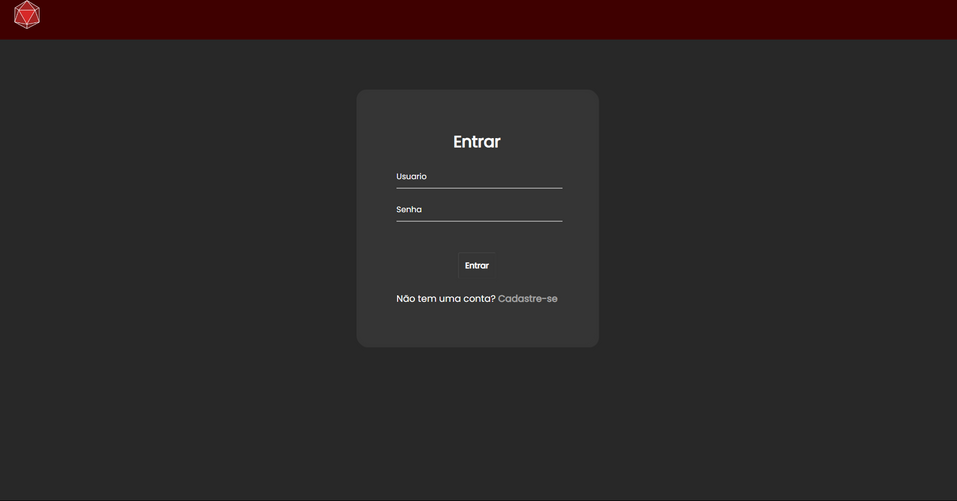 Entrar
Usuario
Senha
Entrar
Não tem uma conta? Cadastre-se